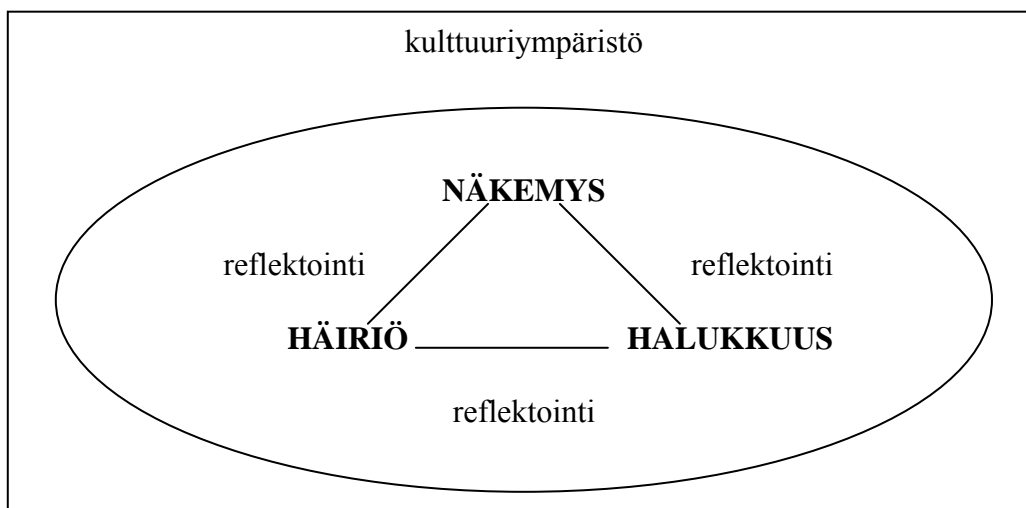 kulttuuriympäristö
NÄKEMYS
reflektointi reflektointi
HÄIRIÖ HALUKKUUS
reflektointi